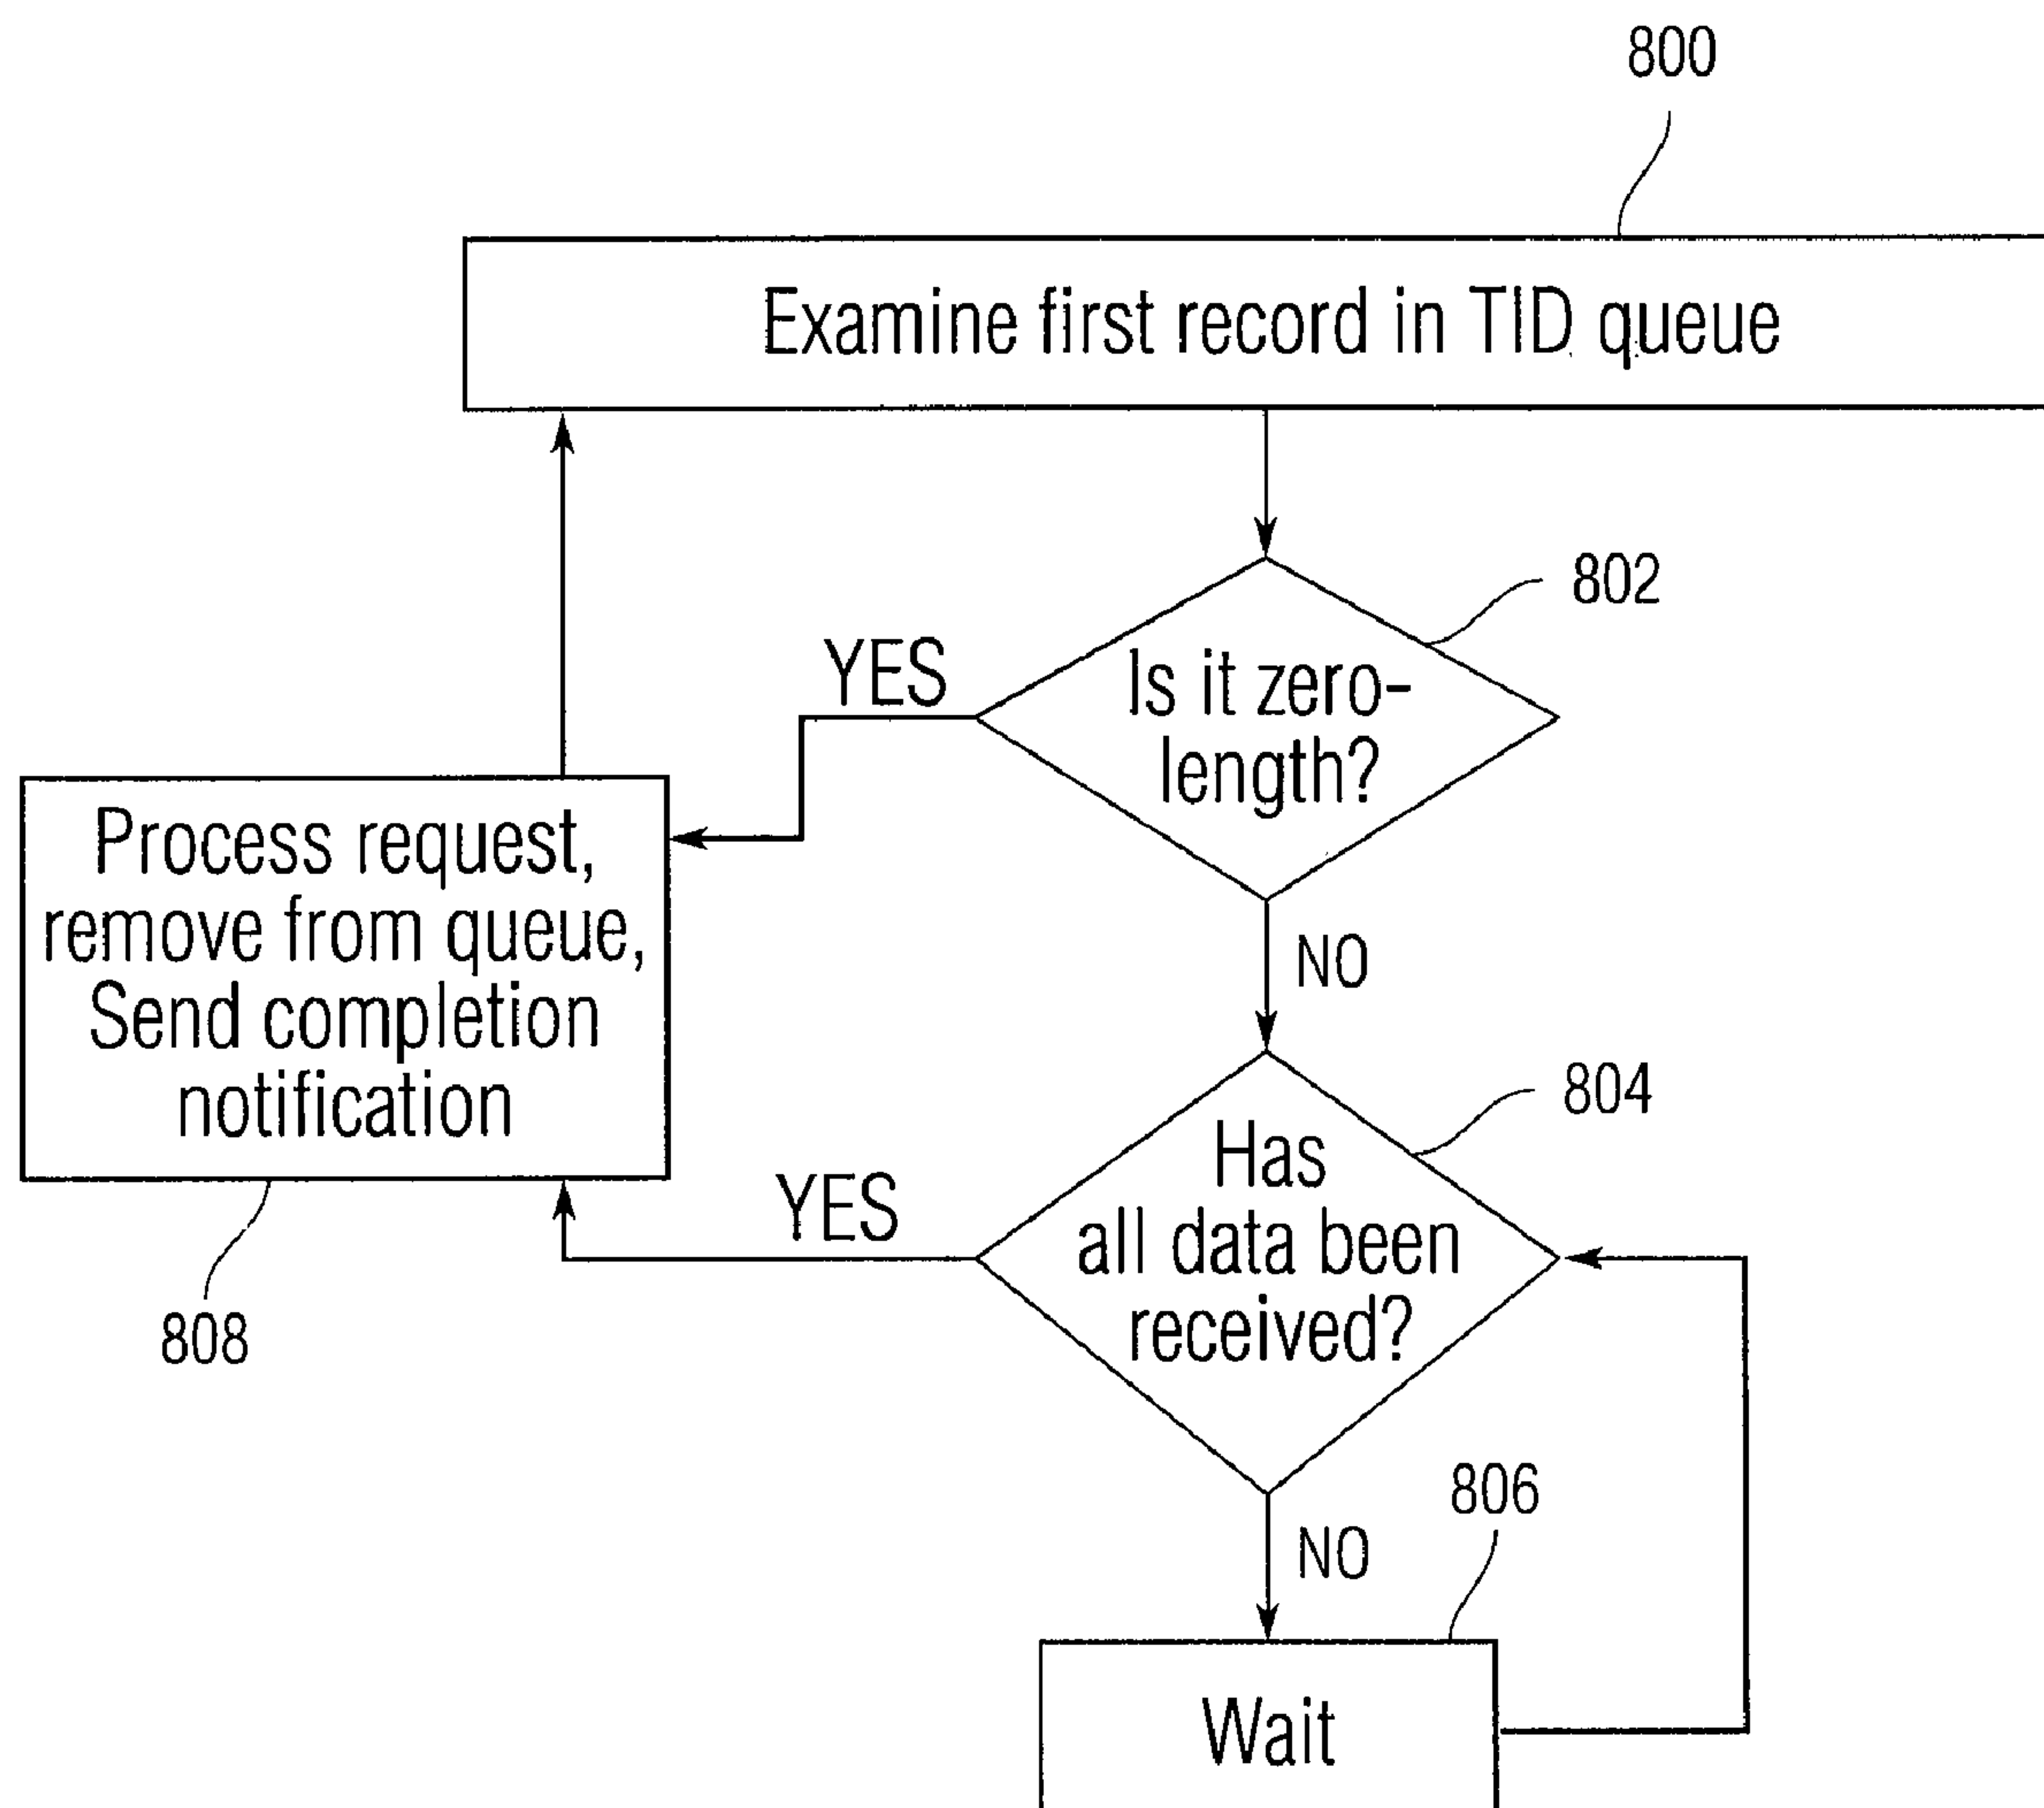 800
Examine first record in TID queue
802
YES
Is it zero-
length?
Process request,
remove from queue,
Send completion
notification
NO
804
Has
all data been
received?
YES
808
806
NO
Wait